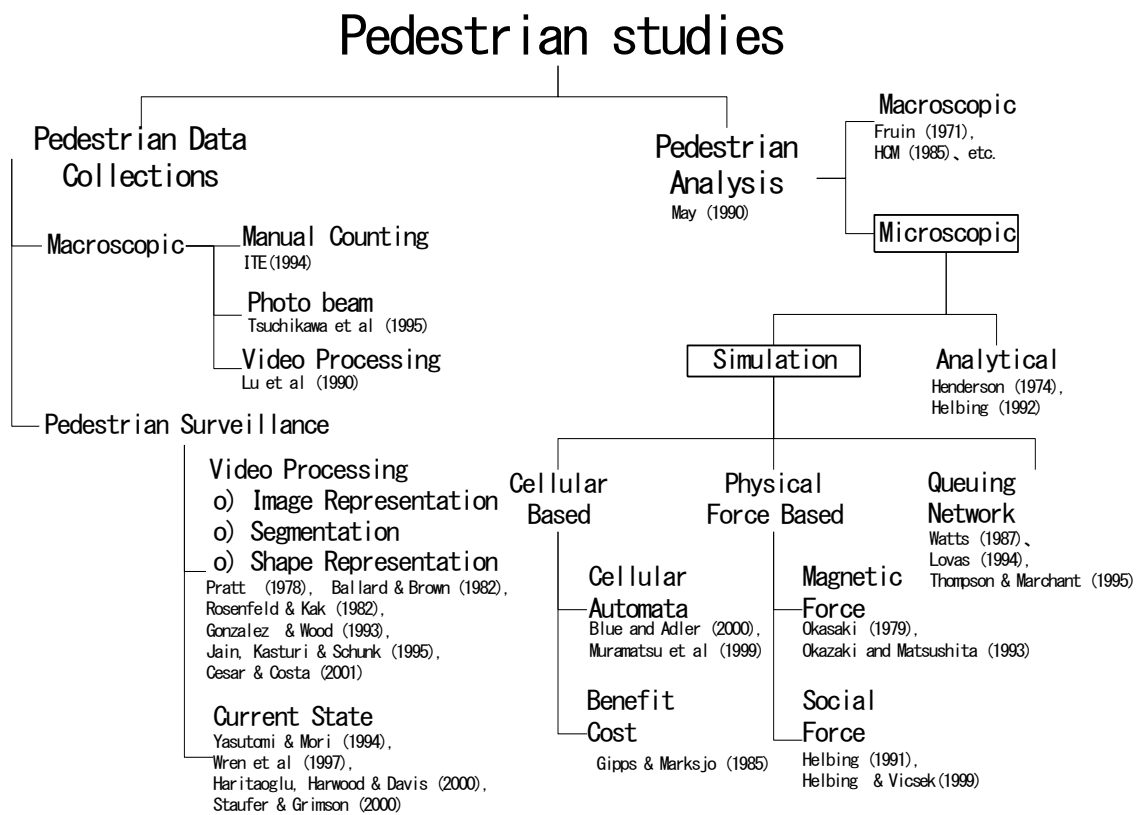 Pedestrian studies
Pedestrian Data
Collections
Macroscopic
Manual Counting
ITE(1994)
Photo beam
Tsuchikawa et al (1995)
Video Processing
Lu et al (1990)
Pedestrian Surveillance
Video Processing
o) Image Representation
o) Segmentation
o) Shape Representation
Pratt (1978), Ballard & Brown (1982),
Rosenfeld & Kak (1982),
Gonzalez & Wood (1993),
Jain, Kasturi & Schunk (1995),
Cesar & Costa (2001)
Current State
Yasutomi & Mori (1994),
Wren et al (1997),
Haritaoglu, Harwood & Davis (2000),
Staufer & Grimson (2000)
Pedestrian
Analysis
May (1990)
Macroscopic
Fruin (1971),
HCM (1985)、etc.
Microscopic
Simulation
Analytical
Henderson (1974),
Helbing (1992)
Cellular
Based
Cellular
Automata
Blue and Adler (2000),
Muramatsu et al (1999)
Benefit
Cost
Gipps & Marksjo (1985)
Physical
Force Based
Magnetic
Force
Okasaki (1979),
Okazaki and Matsushita (1993)
Social
Force
Helbing (1991),
Helbing & Vicsek(1999)
Queuing
Network
Watts (1987)、
Lovas (1994),
Thompson & Marchant (1995)